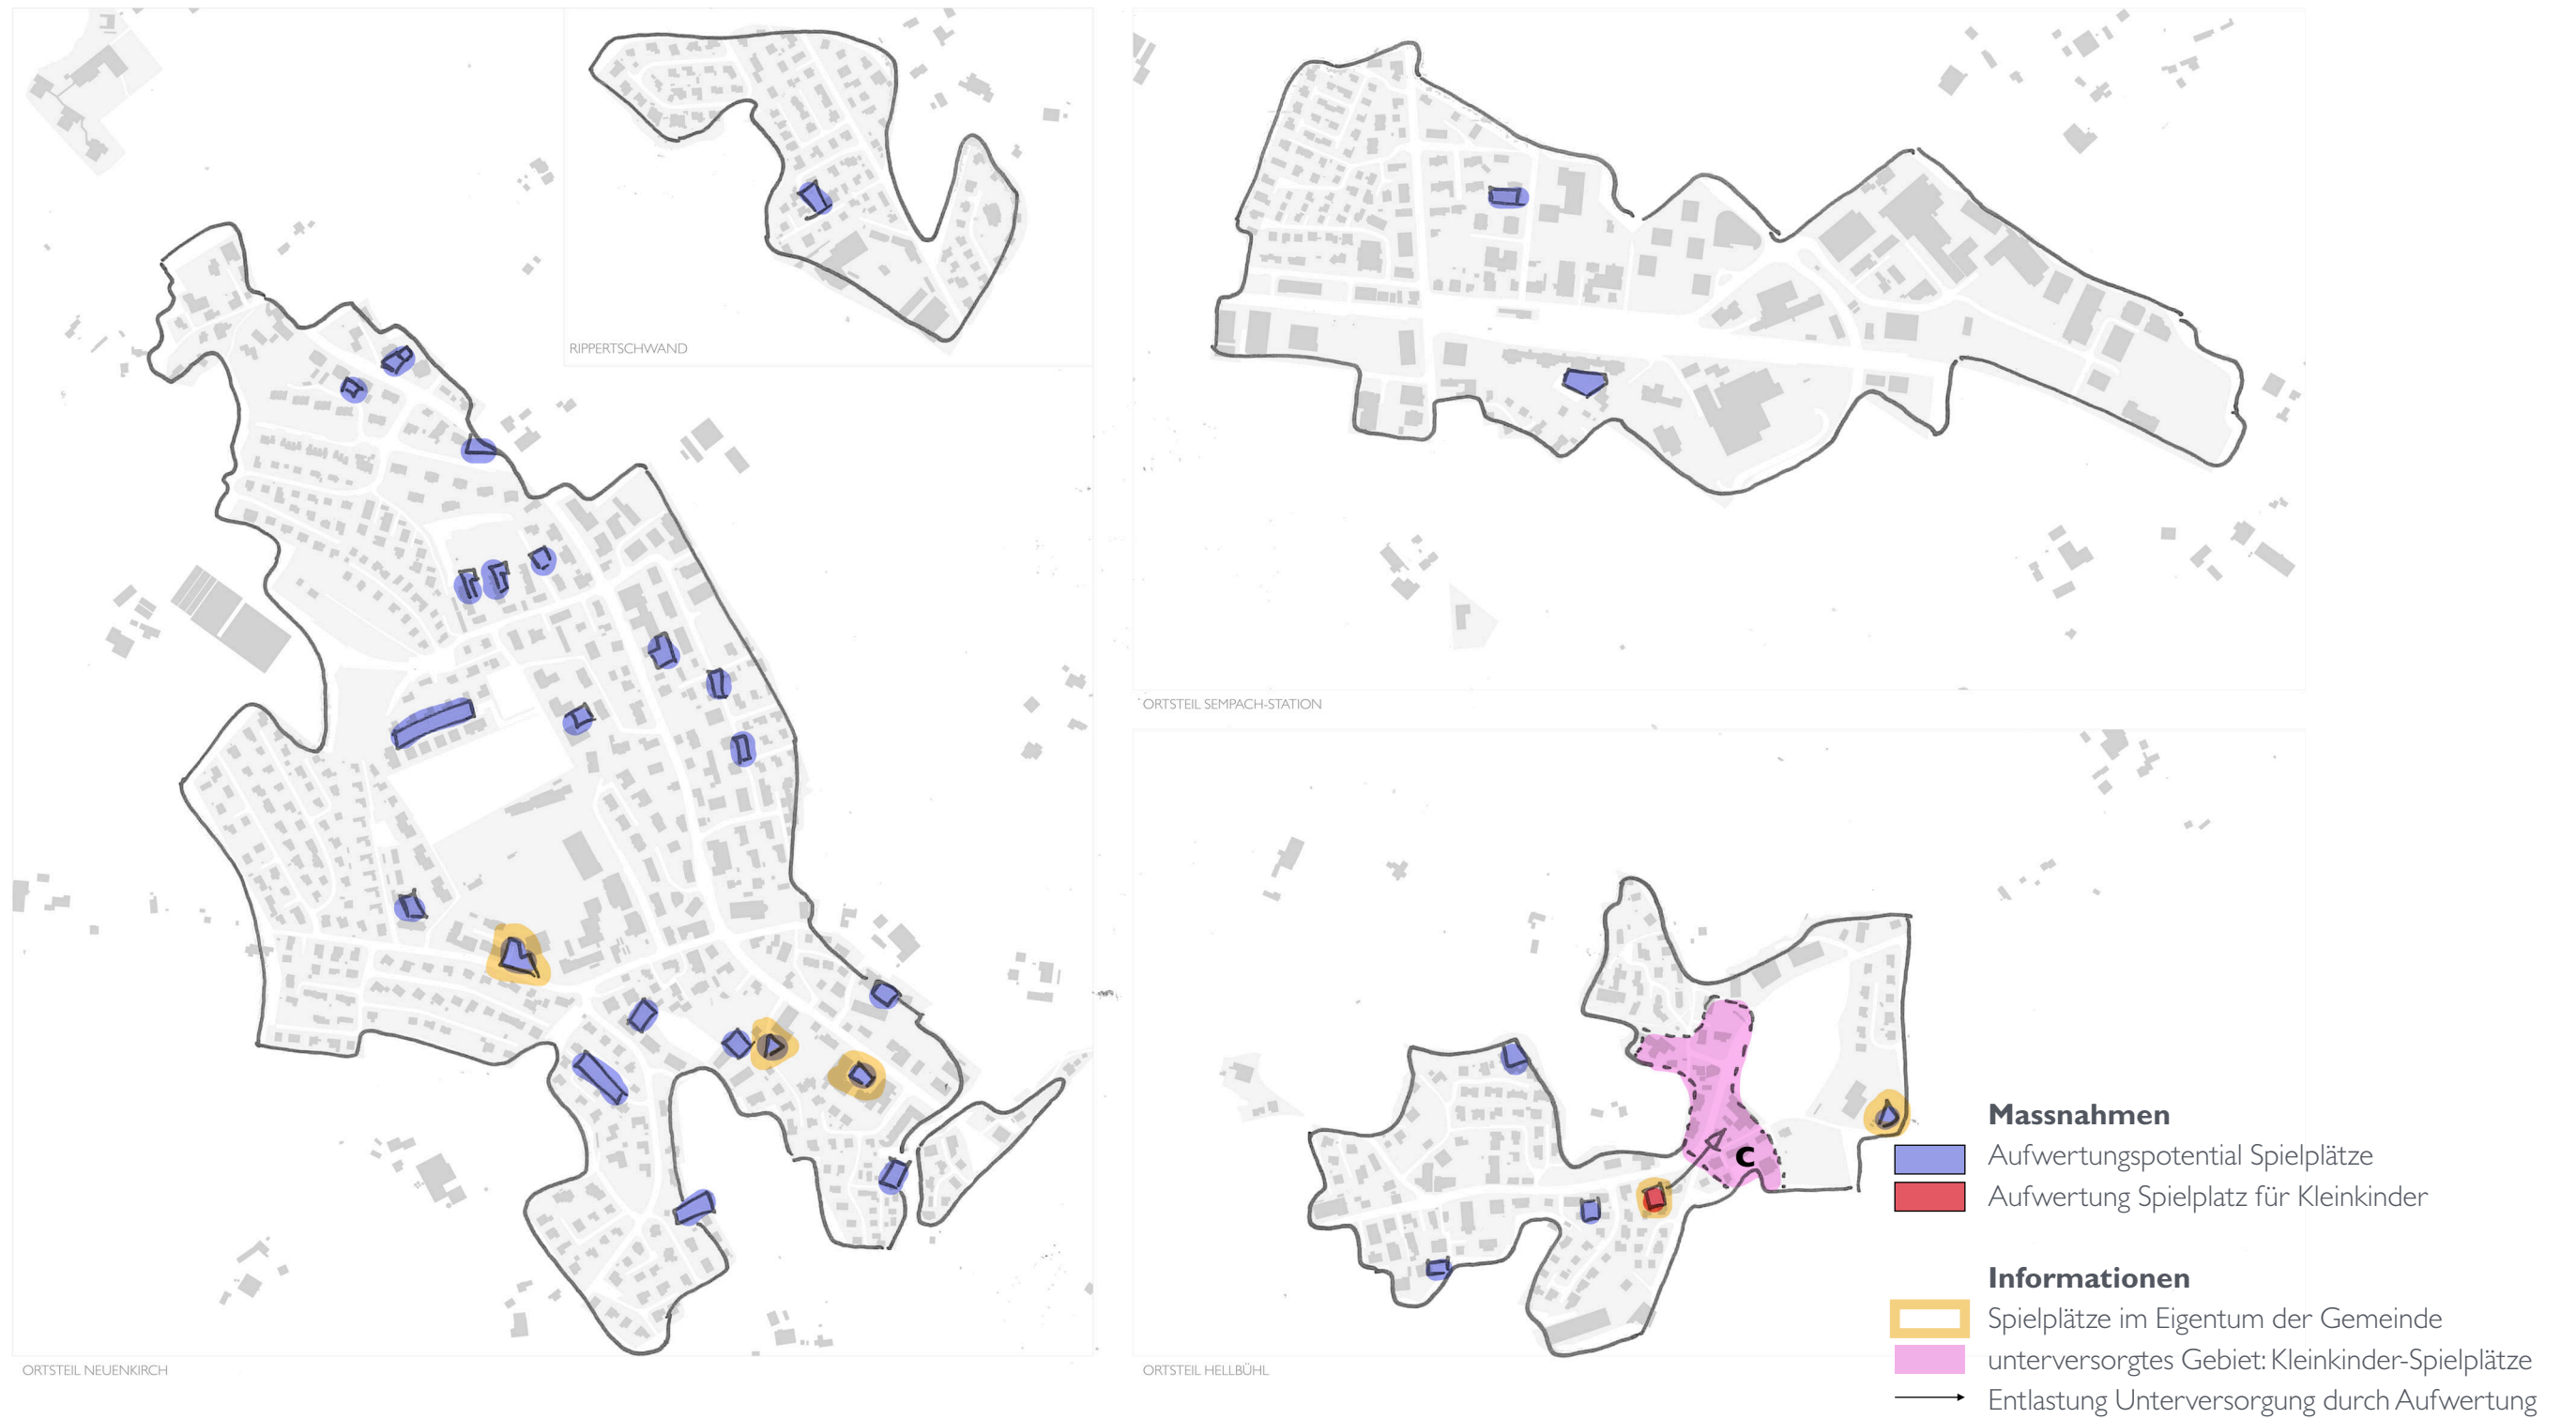 RIPPERTSCHWAND
ORTSTEIL NEUENKIRCH
ORTSTEIL SEMPACH-STATION
c
ORTSTEIL HELLBÜHL
Massnahmen
Aufwertungspotential Spielplätze
Aufwertung Spielplatz für Kleinkinder
Informationen
Spielplätze im Eigentum der Gemeinde
unterversorgtes Gebiet: Kleinkinder-Spielplätze
Entlastung Unterversorgung durch Aufwertung